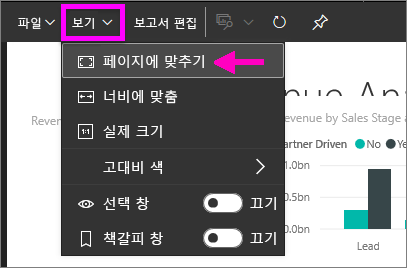 파일 보기 보고서 편집
페이지에 맞추기
너비에 맞춤
1:1 실제 크기
고대비 색
선택 창 끄기
책갈피 창 끄기
Reven
nue An
evenue by Sales Stage a
artner Driven No Ye
1.0bn
0.5bn
0.0bn
Lead